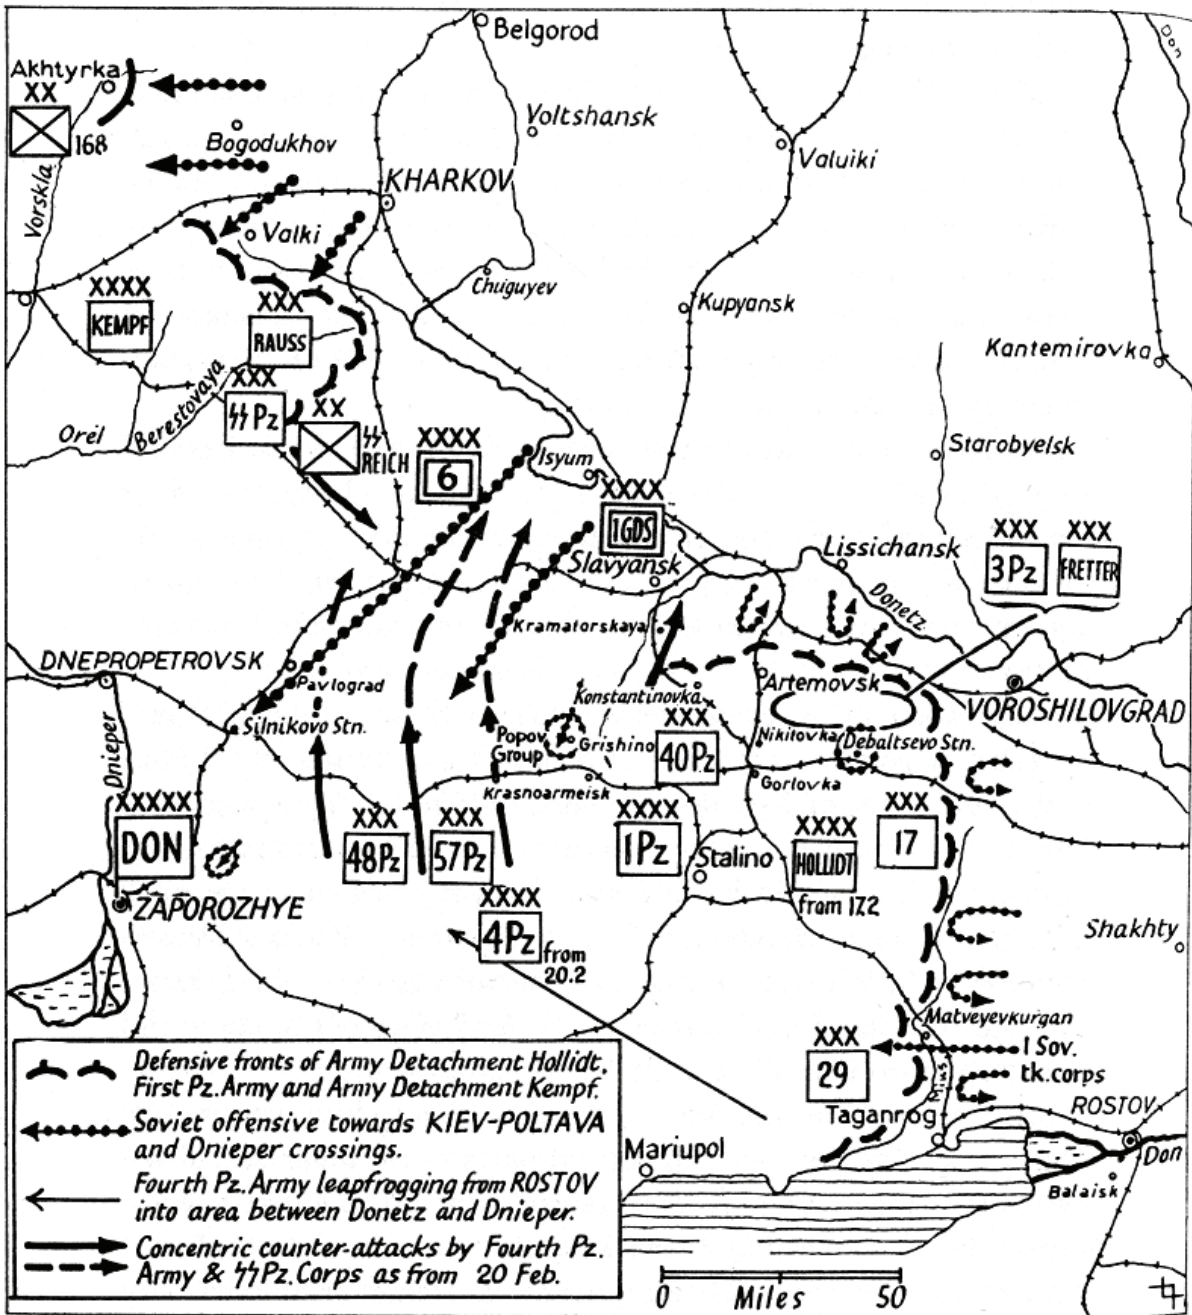 Belgorod
Don
Akhtyrka
XX
168
Voltshansk
Bogodukhov
Valuiki
Vorskla
KHARKOV
Valki
Chuguyev
XXXX
KEMPF
XXX
RAUSS
Kupyansk
Kantemirovka
XXX
ϟϟ Pz
Berestovaya
Orel
XX
ϟϟ
REICH
XXXX
6
Isyum
Starobyelsk
XXXX
1GDS
Slavyansk
Lissichansk
Donetz
XXX
3Pz
XXX
FRETTER
Kramatorskaya
DNEPROPETROVSK
Pavlograd
Konstantinovka
Artemovsk
VOROSHILOVGRAD
Silnikovo Stn.
Dnieper
Popov
Group
Grishino
XXX
40Pz
Nikitovka
Debaltsevo Stn.
Krasnoarmeisk
Gorlovka
XXXXX
DON
XXX
48Pz
XXX
57Pz
XXXX
1Pz
Stalino
XXXX
HOLLIDT
from 17.2
XXX
17
ZAPOROZHYE
XXXX
4Pz
from
20.2
Shakhty
Matveyevkurgan
XXX
29
1 Sov.
tk.corps
Mius
Taganrog
ROSTOV
Mariupol
Don
Balaisk
Defensive fronts of Army Detachment Hollidt,
First Pz. Army and Army Detachment Kempf.
Soviet offensive towards KIEV-POLTAVA
and Dnieper crossings.
Fourth Pz. Army leapfrogging from ROSTOV
into area between Donetz and Dnieper.
Concentric counter-attacks by Fourth Pz.
Army & ϟϟ Pz. Corps as from 20 Feb.
0 Miles 50